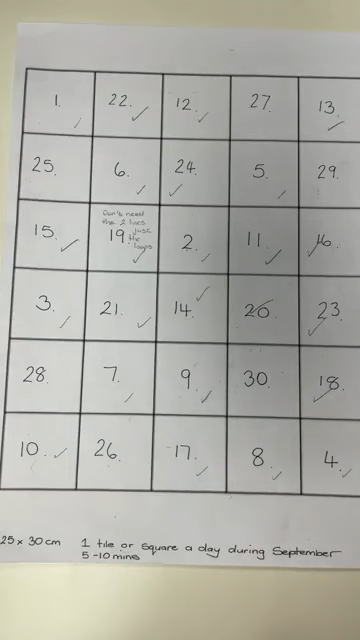 1. 22. 12. 27. 13.
25. 6. 24. 5. 29.
Don't need
the 2 lines
just
15. 19. the 2. 11. 16.
loops
3. 21. 14. 20. 23.
28. 7. 9. 30. 18.
10. 26. 17. 8. 4.
25 x 30 cm 1 tile or square a day during September
5-10 mins